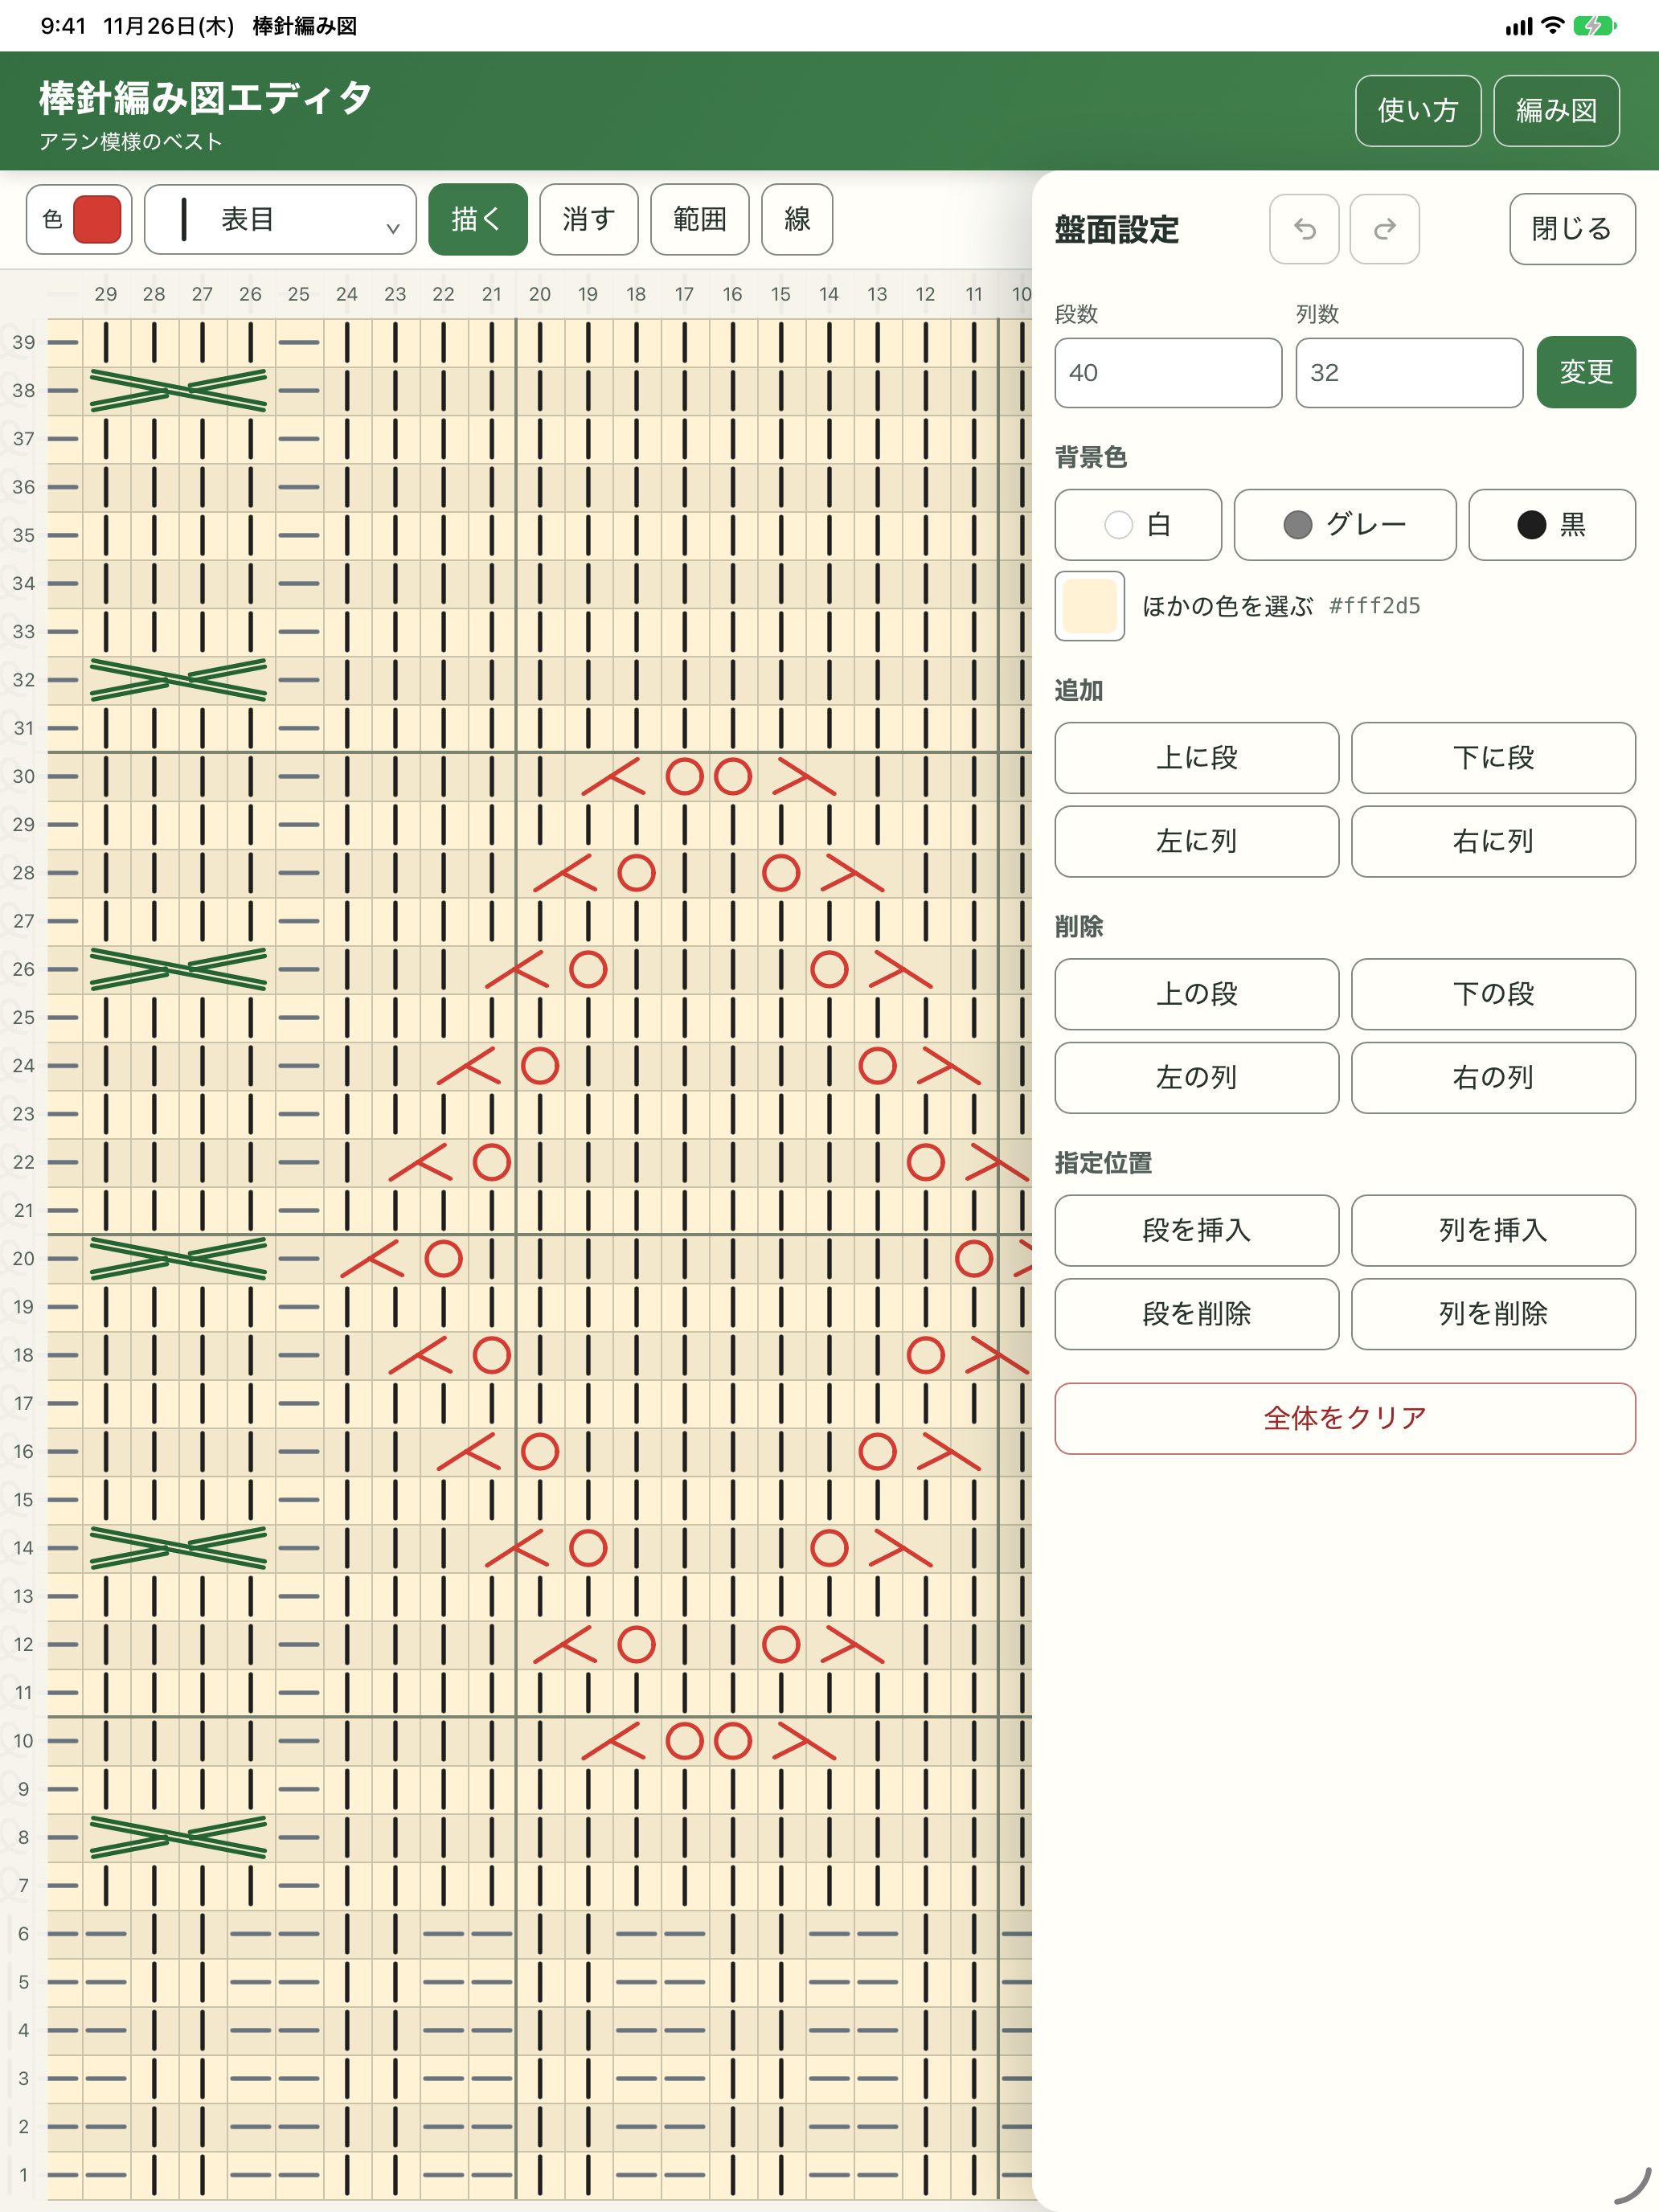 9:41 11月26日(木) 棒針編み図
棒針編み図エディタ
アラン模様のベスト
使い方 編み図
色 表目 描く 消す 範囲 線
盤面設定 閉じる
29 28 27 26 25 24 23 22 21 20 19 18 17 16 15 14 13 12 11 10
39
38
37
36
35
34
33
32
31
30
29
28
27
26
25
24
23
22
21
20
19
18
17
16
15
14
13
12
11
10
9
8
7
6
5
4
3
2
1
段数 列数
40 32 変更
背景色
白 グレー 黒
ほかの色を選ぶ #fff2d5
追加
上に段 下に段
左に列 右に列
削除
上の段 下の段
左の列 右の列
指定位置
段を挿入 列を挿入
段を削除 列を削除
全体をクリア